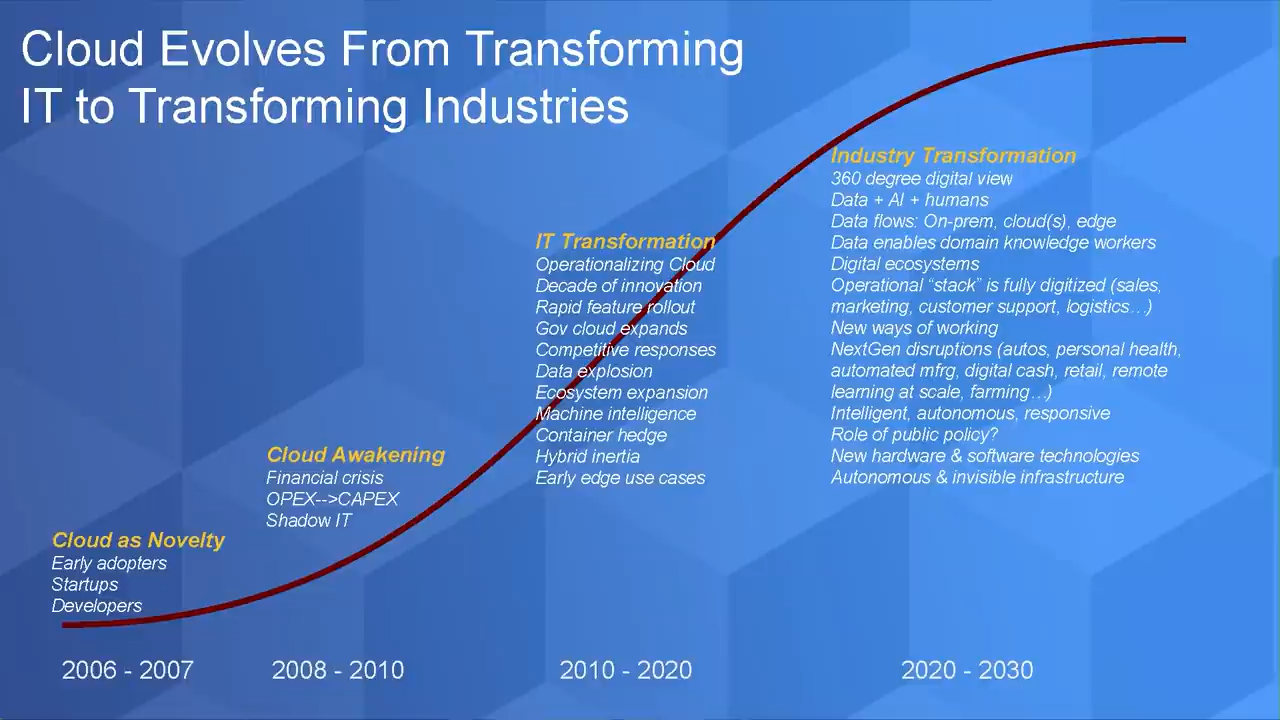 Cloud Evolves From Transforming
IT to Transforming Industries
Cloud as Novelty
Early adopters
Startups
Developers
2006 - 2007
Cloud Awakening
Financial crisis
OPEX-->CAPEX
Shadow IT
2008 - 2010
IT Transformation
Operationalizing Cloud
Decade of innovation
Rapid feature rollout
Gov cloud expands
Competitive responses
Data explosion
Ecosystem expansion
Machine intelligence
Container hedge
Hybrid inertia
Early edge use cases
2010 - 2020
Industry Transformation
360 degree digital view
Data + AI + humans
Data flows: On-prem, cloud(s), edge
Data enables domain knowledge workers
Digital ecosystems
Operational “stack” is fully digitized (sales,
marketing, customer support, logistics…)
New ways of working
NextGen disruptions (autos, personal health,
automated mfrg, digital cash, retail, remote
learning at scale, farming…)
Intelligent, autonomous, responsive
Role of public policy?
New hardware & software technologies
Autonomous & invisible infrastructure
2020 - 2030